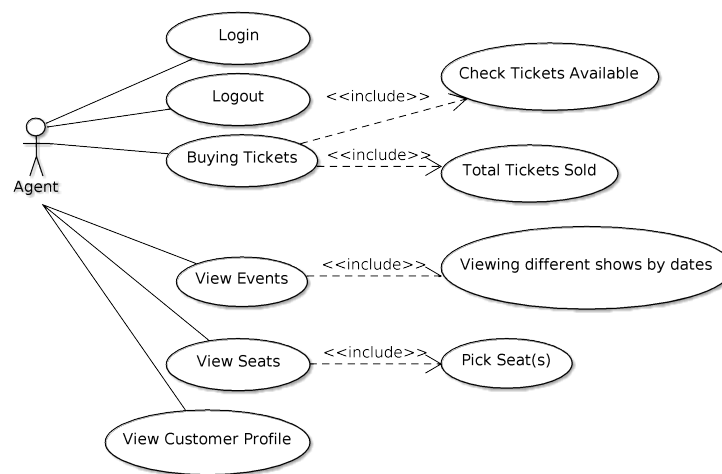 Login
Logout
<<include>>
Check Tickets Available
Buying Tickets
<<include>>
Total Tickets Sold
Agent
View Events
<<include>>
Viewing different shows by dates
View Seats
<<include>>
Pick Seat(s)
View Customer Profile